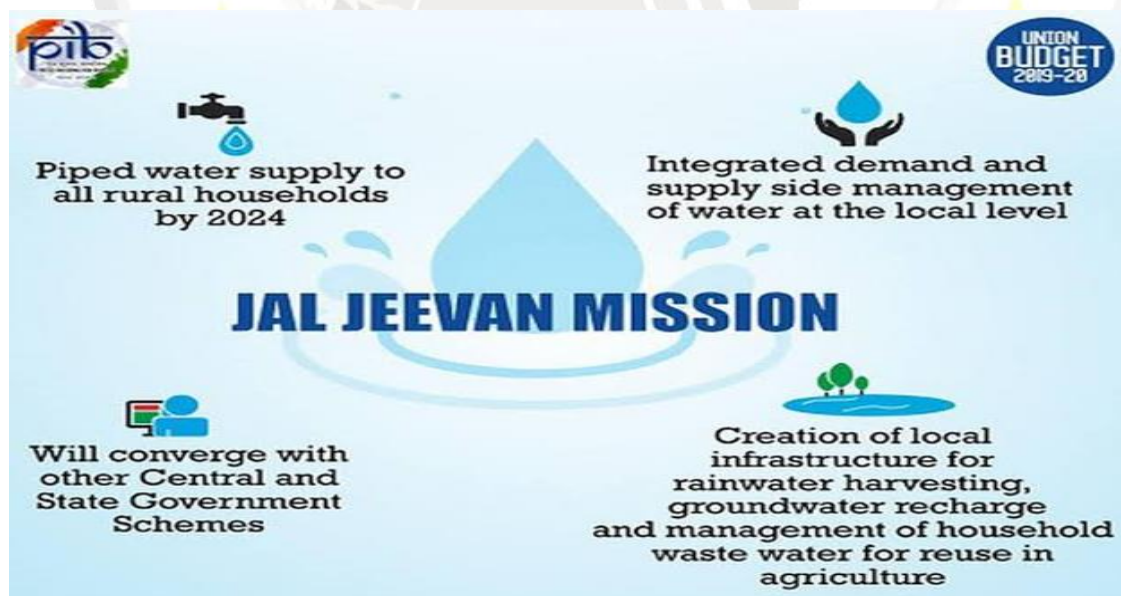 pib
UNION
BUDGET
2019-20
Piped water supply to
all rural households
by 2024
Integrated demand and
supply side management
of water at the local level
JAL JEEVAN MISSION
Will converge with
other Central and
State Government
Schemes
Creation of local
infrastructure for
rainwater harvesting,
groundwater recharge
and management of household
waste water for reuse in
agriculture